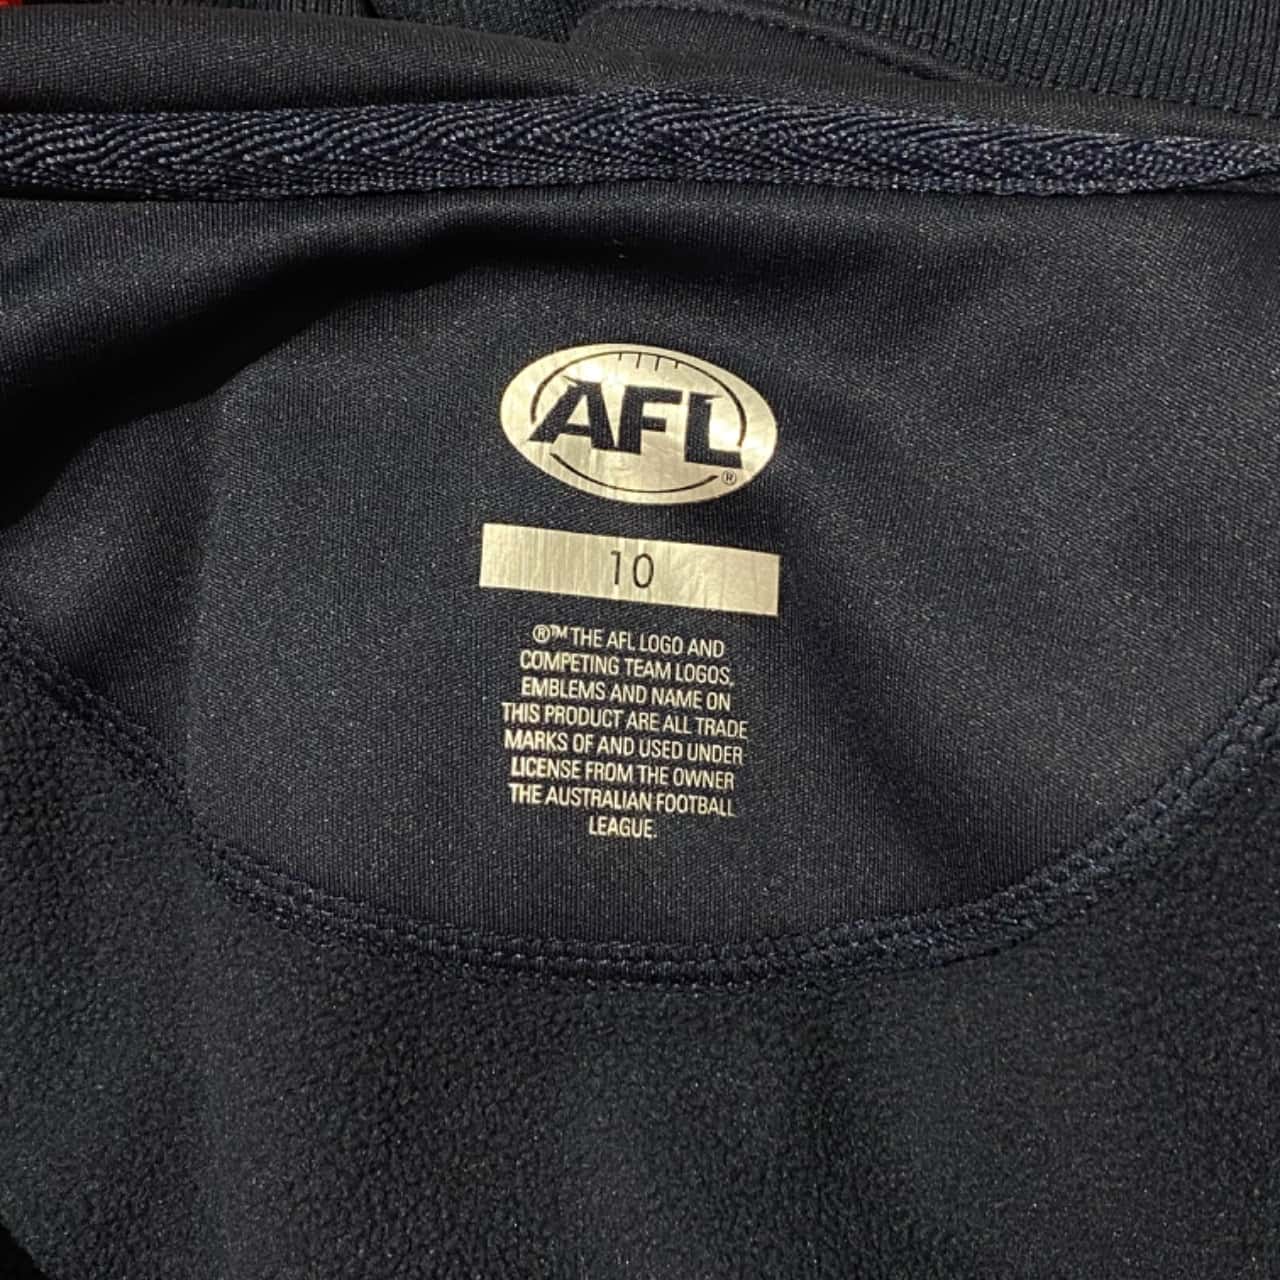 AFL
®
10
®™ THE AFL LOGO AND
COMPETING TEAM LOGOS,
EMBLEMS AND NAME ON
THIS PRODUCT ARE ALL TRADE
MARKS OF AND USED UNDER
LICENSE FROM THE OWNER
THE AUSTRALIAN FOOTBALL
LEAGUE.